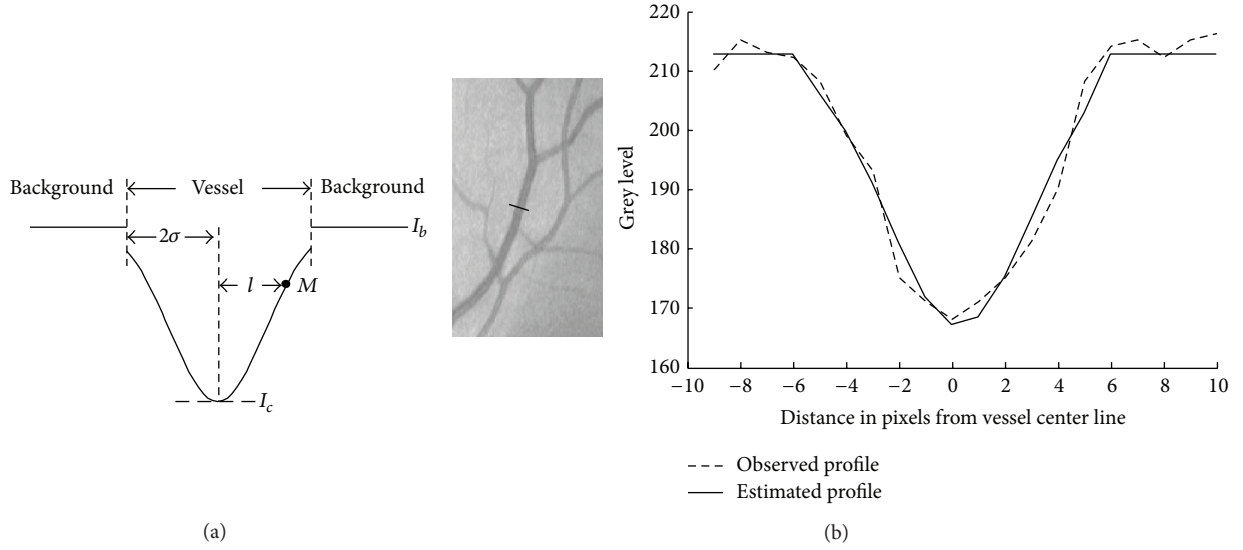 Background Vessel Background
I_b
2σ
l M
I_c
(a)
220
210
200
190
180
170
160
Grey level
−10 −8 −6 −4 −2 0 2 4 6 8 10
Distance in pixels from vessel center line
Observed profile
Estimated profile
(b)